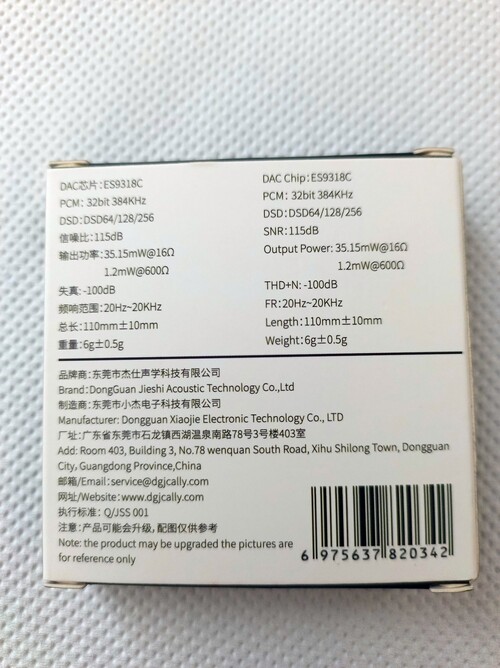 DAC芯片:ES9318C
PCM: 32bit 384KHz
DSD:DSD64/128/256
信噪比:115dB
输出功率:35.15mW@16Ω
1.2mW@600Ω
失真:-100dB
频响范围:20Hz~20KHz
总长:110mm±10mm
重量:6g±0.5g
DAC Chip:ES9318C
PCM: 32bit 384KHz
DSD:DSD64/128/256
SNR:115dB
Output Power: 35.15mW@16Ω
1.2mW@600Ω
THD+N:-100dB
FR:20Hz~20KHz
Length:110mm±10mm
Weight:6g±0.5g
品牌商:东莞市杰仕声学科技有限公司
Brand:DongGuan Jieshi Acoustic Technology Co.,Ltd
制造商:东莞市小杰电子科技有限公司
Manufacturer: Dongguan Xiaojie Electronic Technology Co., LTD
厂址:广东省东莞市石龙镇西湖温泉南路78号3号楼403室
Add: Room 403, Building 3, No.78 wenquan South Road, Xihu Shilong Town, Dongguan
City, Guangdong Province,China
邮箱/Email:service@dgjcally.com
网址/Website:www.dgjcally.com
执行标准: Q/JSS 001
注意:产品可能会升级,配图仅供参考
Note: the product may be upgraded the pictures are
for reference only
6 975637 820342